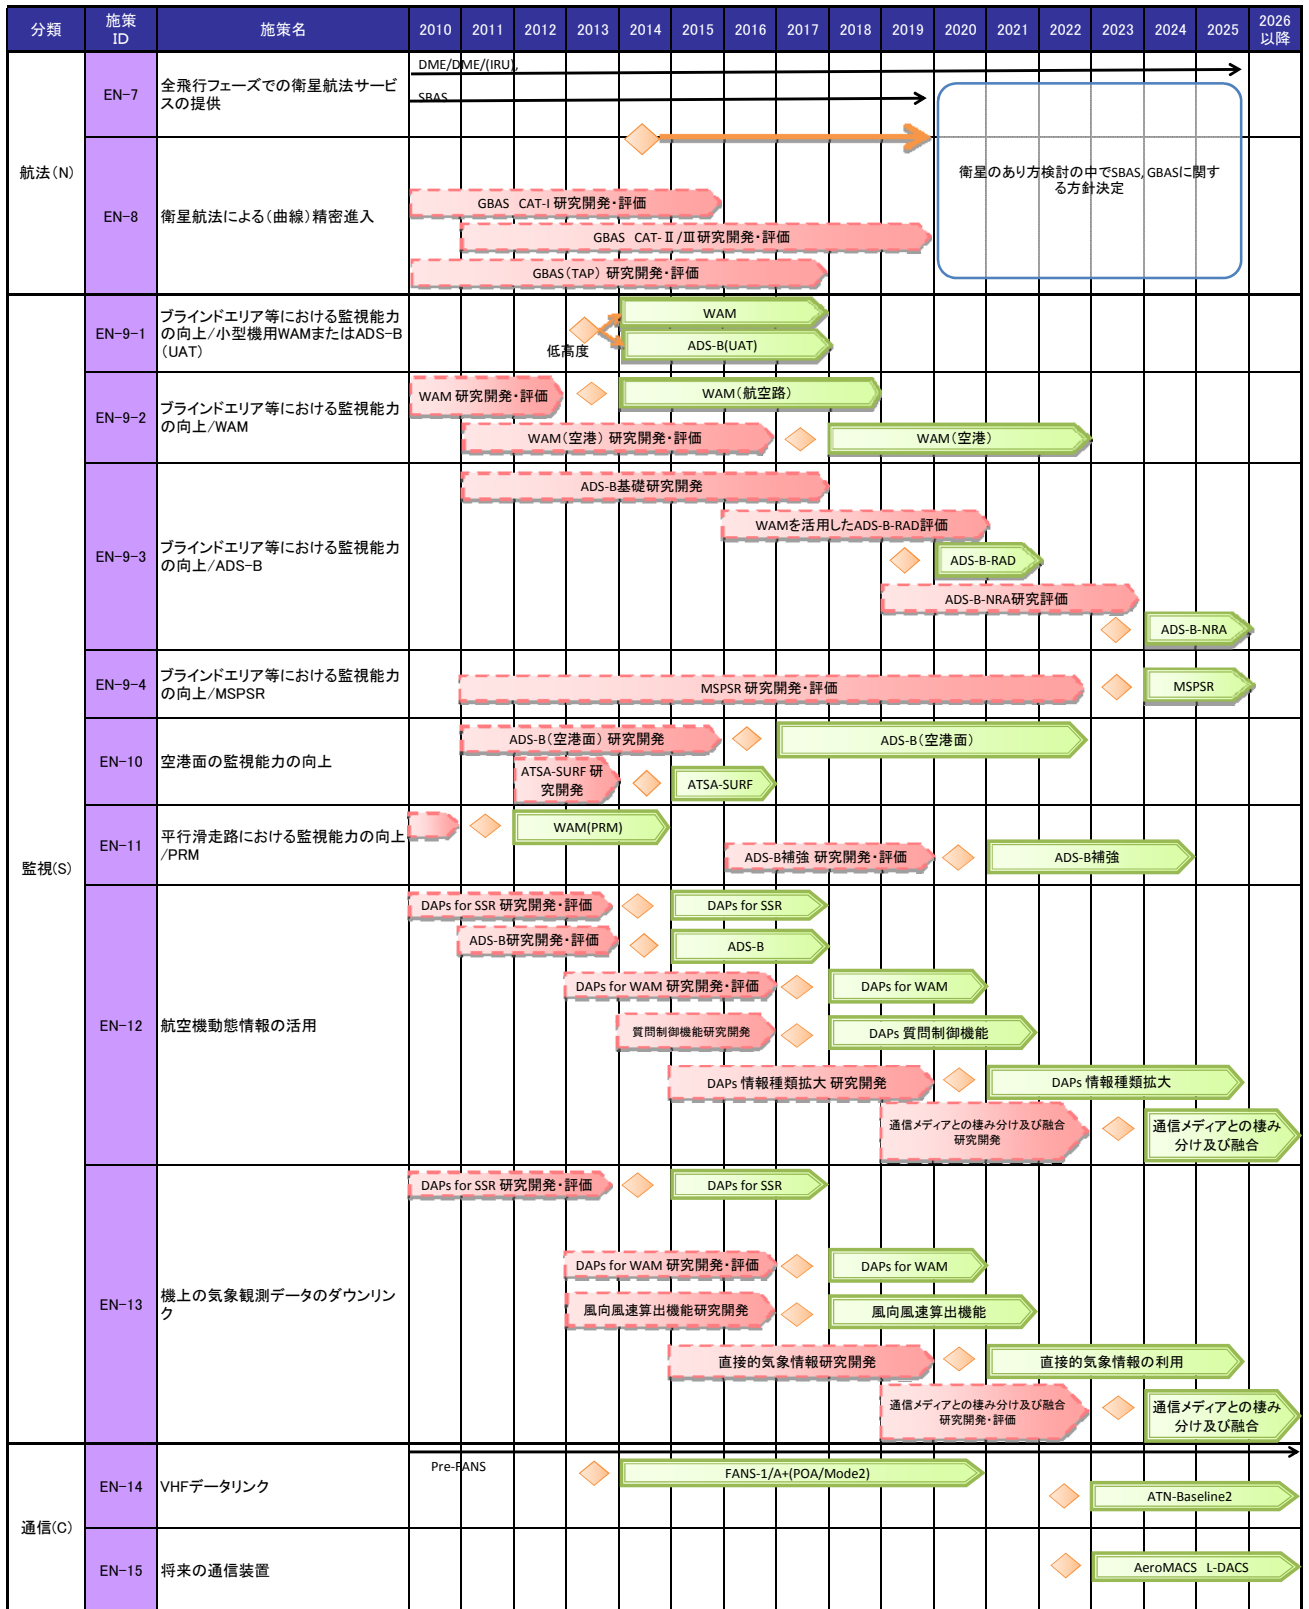 分類
施策
ID
施策名
2010
2011
2012
2013
2014
2015
2016
2017
2018
2019
2020
2021
2022
2023
2024
2025
2026
以降
航法(N)
EN-7
全飛行フェーズでの衛星航法サービ
スの提供
DME/DME/(IRU),
SBAS
EN-8
衛星航法による(曲線)精密進入
衛星のあり方検討の中でSBAS, GBASに関す
る方針決定
GBAS CAT-Ⅰ 研究開発・評価
GBAS CAT-Ⅱ/Ⅲ研究開発・評価
GBAS(TAP) 研究開発・評価
監視(S)
EN-9-1
ブラインドエリア等における監視能力
の向上/小型機用WAMまたはADS-B
(UAT)
低高度
WAM
ADS-B(UAT)
EN-9-2
ブラインドエリア等における監視能力
の向上/WAM
WAM 研究開発・評価
WAM(航空路)
WAM(空港) 研究開発・評価
WAM(空港)
EN-9-3
ブラインドエリア等における監視能力
の向上/ADS-B
ADS-B基礎研究開発
WAMを活用したADS-B-RAD評価
ADS-B-RAD
ADS-B-NRA研究評価
ADS-B-NRA
EN-9-4
ブラインドエリア等における監視能力
の向上/MSPSR
MSPSR 研究開発・評価
MSPSR
EN-10
空港面の監視能力の向上
ADS-B(空港面) 研究開発
ADS-B(空港面)
ATSA-SURF 研
究開発
ATSA-SURF
EN-11
平行滑走路における監視能力の向上
/PRM
WAM(PRM)
ADS-B補強 研究開発・評価
ADS-B補強
EN-12
航空機動態情報の活用
DAPs for SSR 研究開発・評価
DAPs for SSR
ADS-B研究開発・評価
ADS-B
DAPs for WAM 研究開発・評価
DAPs for WAM
質問制御機能研究開発
DAPs 質問制御機能
DAPs 情報種類拡大 研究開発
DAPs 情報種類拡大
通信メディアとの棲み分け及び融合
研究開発
通信メディアとの棲み
分け及び融合
EN-13
機上の気象観測データのダウンリン
ク
DAPs for SSR 研究開発・評価
DAPs for SSR
DAPs for WAM 研究開発・評価
DAPs for WAM
風向風速算出機能研究開発
風向風速算出機能
直接的気象情報研究開発
直接的気象情報の利用
通信メディアとの棲み分け及び融合
研究開発・評価
通信メディアとの棲み
分け及び融合
通信(C)
EN-14
VHFデータリンク
Pre-FANS
FANS-1/A+(POA/Mode2)
ATN-Baseline2
EN-15
将来の通信装置
AeroMACS L-DACS